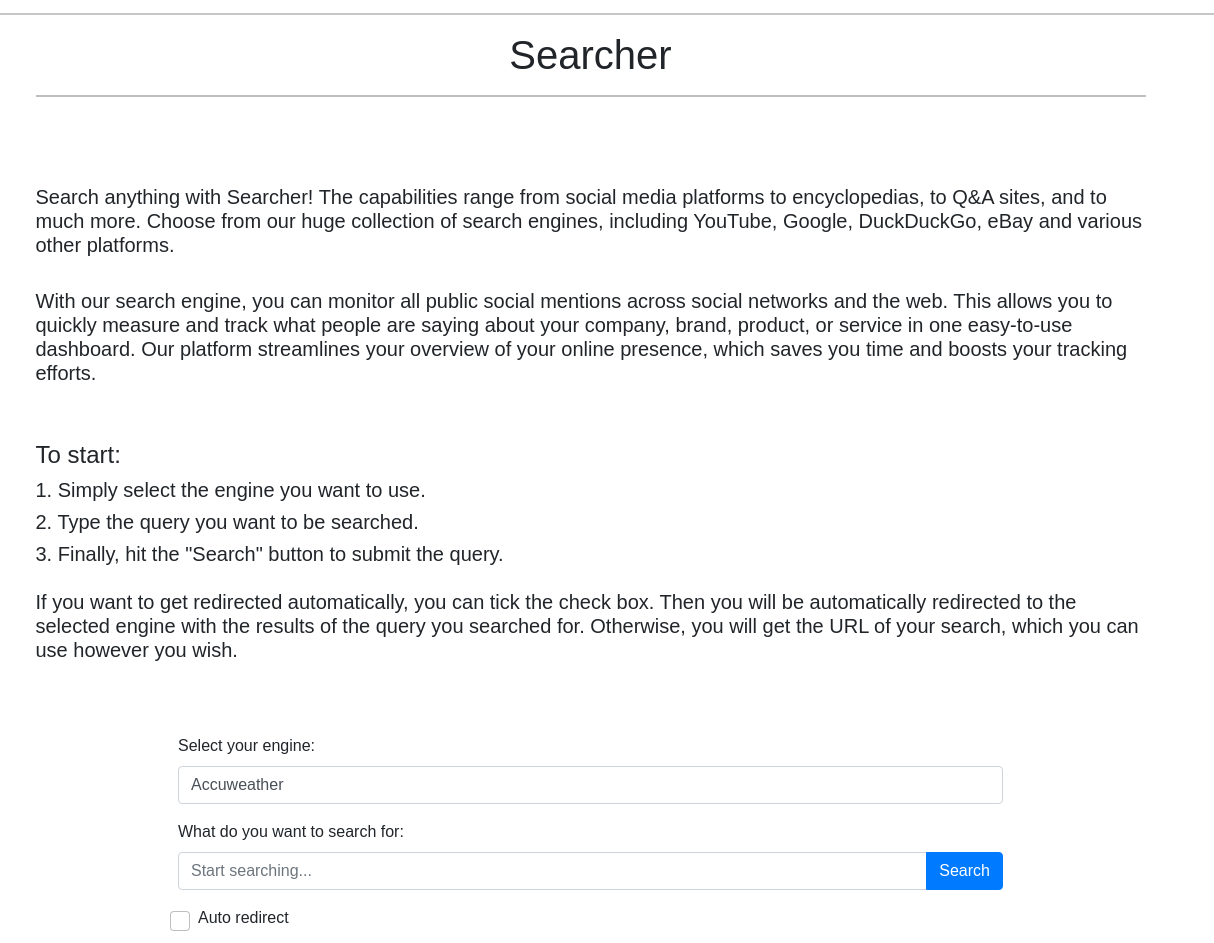 Searcher
Search anything with Searcher! The capabilities range from social media platforms to encyclopedias, to Q&A sites, and to
much more. Choose from our huge collection of search engines, including YouTube, Google, DuckDuckGo, eBay and various
other platforms.
With our search engine, you can monitor all public social mentions across social networks and the web. This allows you to
quickly measure and track what people are saying about your company, brand, product, or service in one easy-to-use
dashboard. Our platform streamlines your overview of your online presence, which saves you time and boosts your tracking
efforts.
To start:
1. Simply select the engine you want to use.
2. Type the query you want to be searched.
3. Finally, hit the "Search" button to submit the query.
If you want to get redirected automatically, you can tick the check box. Then you will be automatically redirected to the
selected engine with the results of the query you searched for. Otherwise, you will get the URL of your search, which you can
use however you wish.
Select your engine:
Accuweather
What do you want to search for:
Start searching... Search
Auto redirect